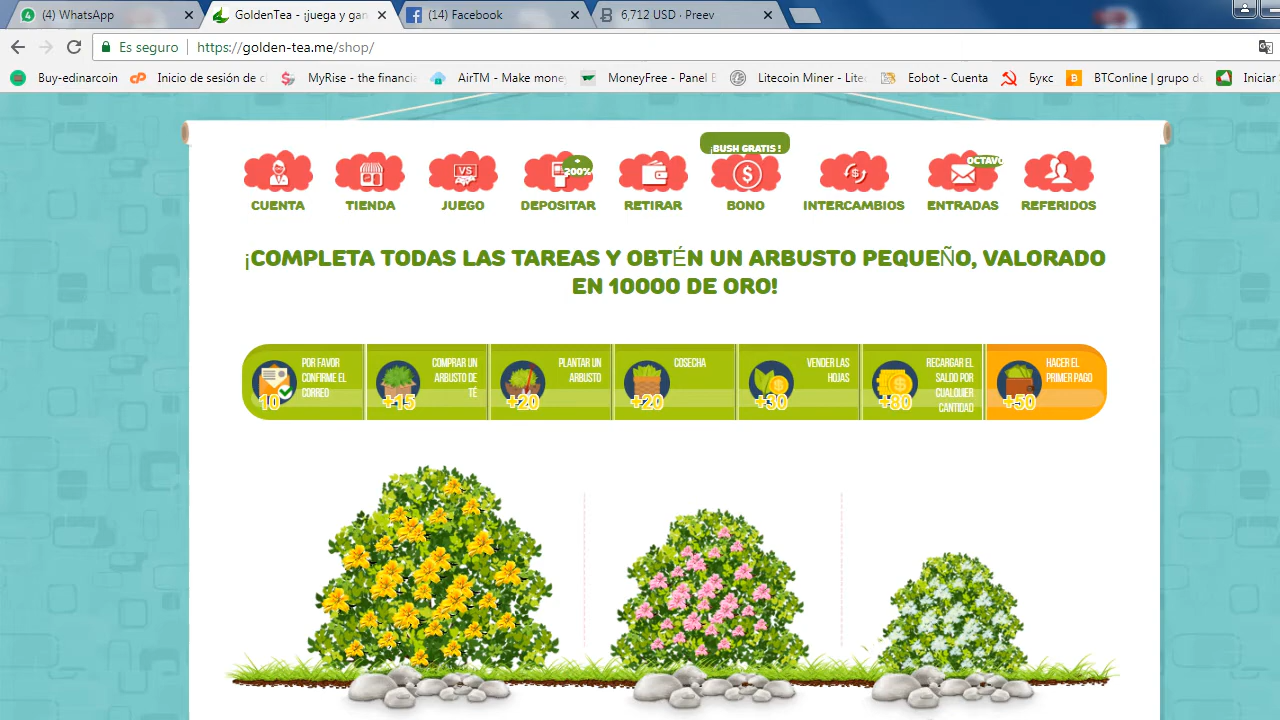 (4) WhatsApp
GoldenTea - ¡juega y gan
(14) Facebook
6,712 USD · Preev
Es seguro
https://golden-tea.me/shop/
Buy-edinarcoin
Inicio de sesión de c
MyRise - the financia
AirTM - Make money
MoneyFree - Panel
Litecoin Miner - Lite
Eobot - Cuenta
Букс
BTConline | grupo d
Iniciar
¡BUSH GRATIS !
+
200%
OCTAVO
CUENTA
TIENDA
VS
JUEGO
DEPOSITAR
RETIRAR
BONO
INTERCAMBIOS
ENTRADAS
REFERIDOS
¡COMPLETA TODAS LAS TAREAS Y OBTÉN UN ARBUSTO PEQUEÑO, VALORADO
EN 10000 DE ORO!
POR FAVOR
CONFIRME EL
CORREO
10
COMPRAR UN
ARBUSTO DE
TÉ
+15
PLANTAR UN
ARBUSTO
+20
COSECHA
+20
VENDER LAS
HOJAS
+30
RECARGAR EL
SALDO POR
CUALQUIER
CANTIDAD
+80
HACER EL
PRIMER PAGO
+50